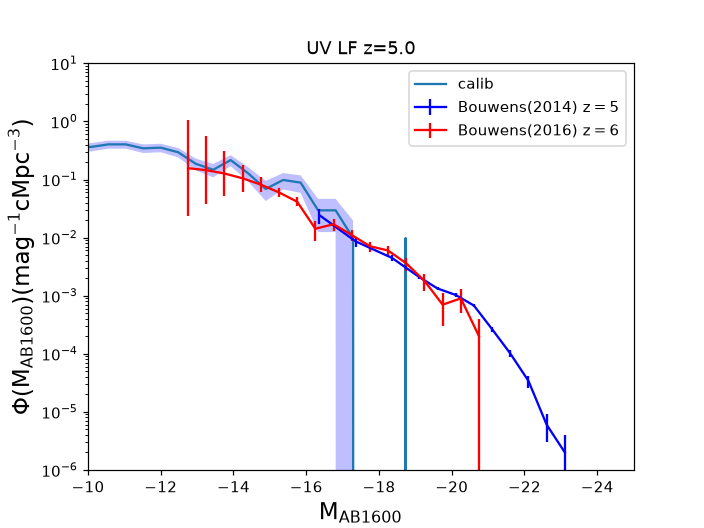 UV LF z=5.0
calib
Bouwens(2014) z = 5
Bouwens(2016) z = 6
Φ(M_AB1600)(mag⁻¹cMpc⁻³)
10¹
10⁰
10⁻¹
10⁻²
10⁻³
10⁻⁴
10⁻⁵
10⁻⁶
−10 −12 −14 −16 −18 −20 −22 −24
M_AB1600